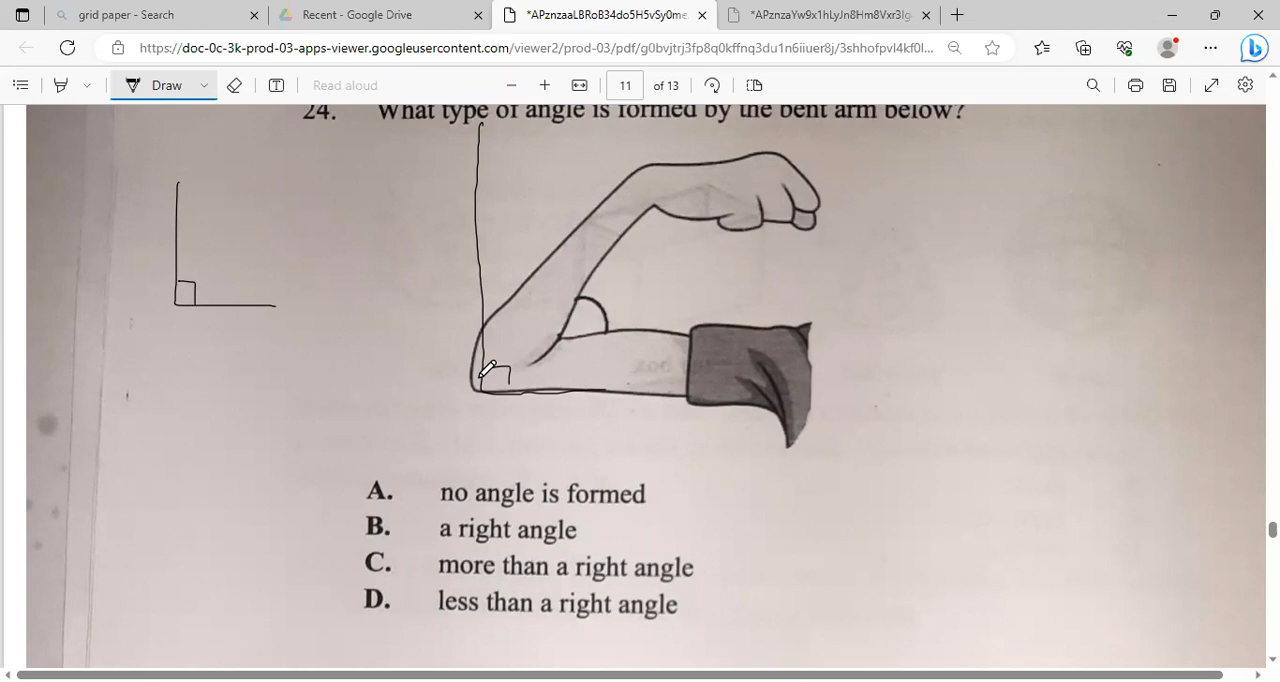 grid paper - Search
Recent - Google Drive
*APznzaaLBRoB34do5H5vSy0me
*APznzaYw9x1hLyJn8Hm8Vxr3Ig
https://doc-0c-3k-prod-03-apps-viewer.googleusercontent.com/viewer2/prod-03/pdf/g0bvjtrj3fp8q0kffnq3du1n6iiuer8j/3shhofpvl4kf0l...
Draw
Read aloud
11 of 13
24. What type of angle is formed by the bent arm below?
A. no angle is formed
B. a right angle
C. more than a right angle
D. less than a right angle